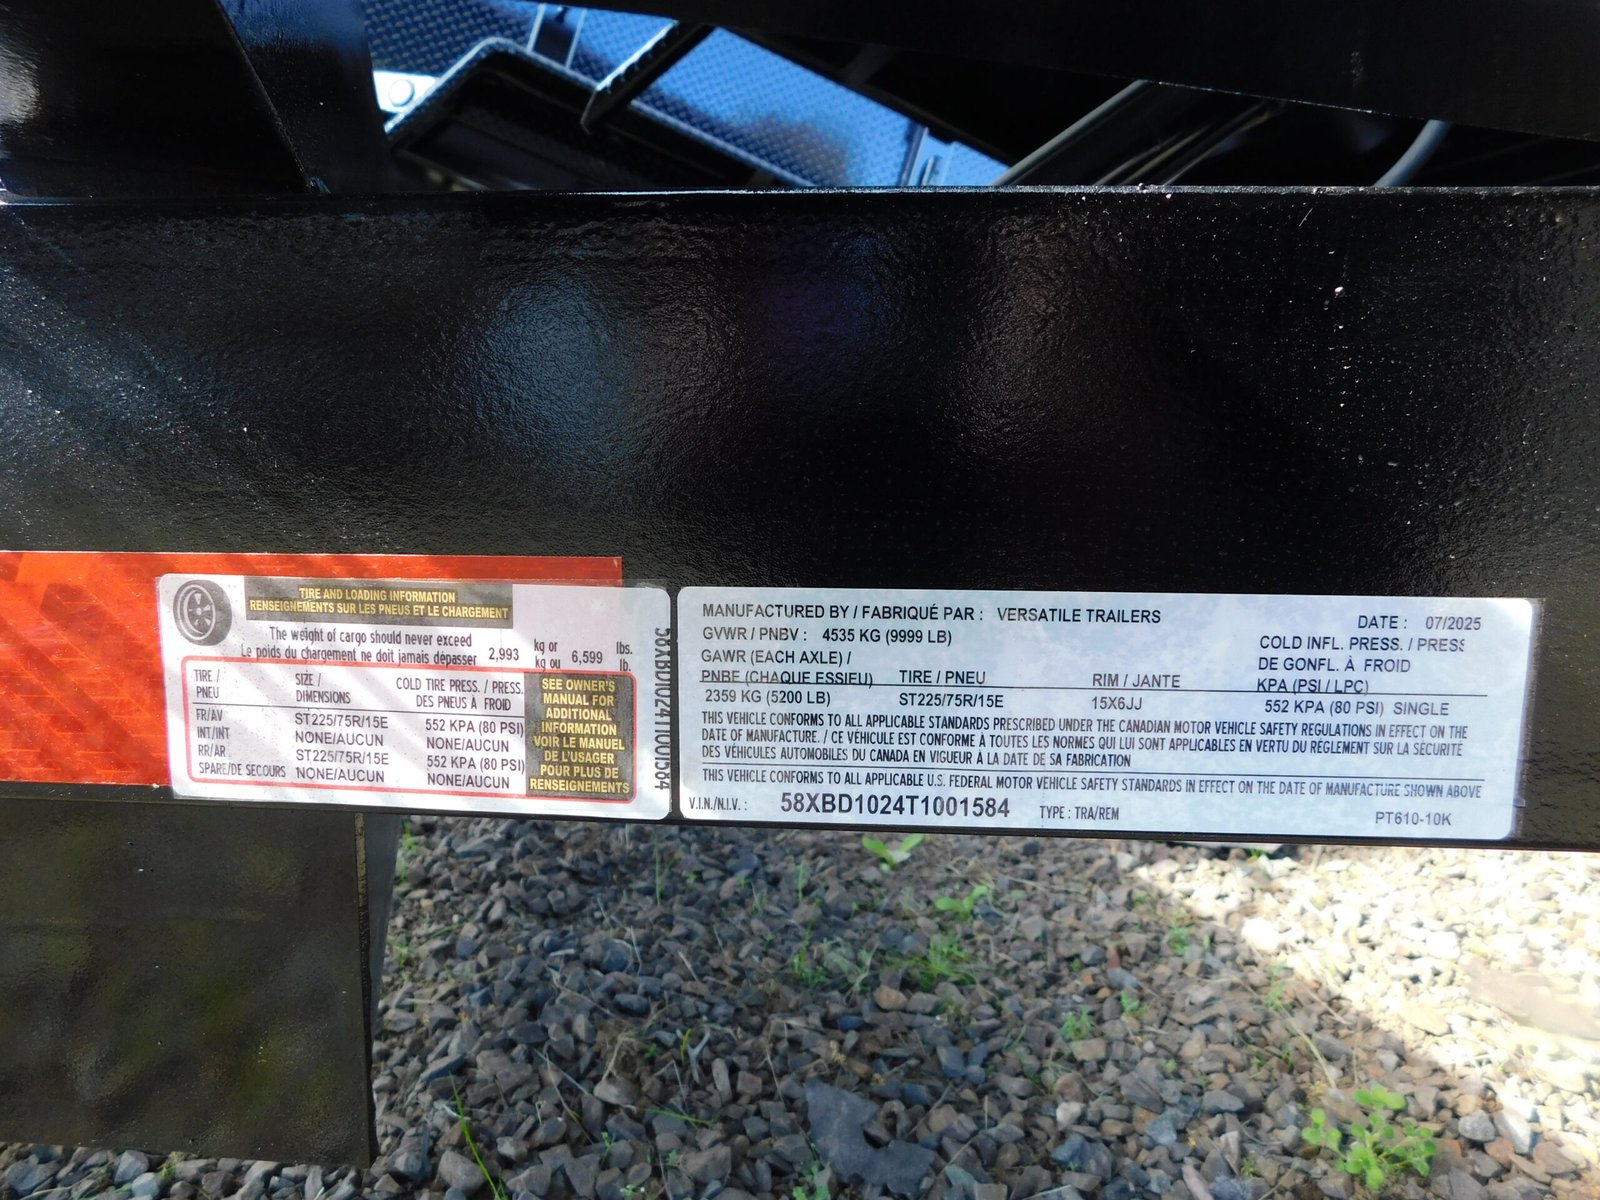 TIRE AND LOADING INFORMATION
RENSEIGNEMENTS SUR LES PNEUS ET LE CHARGEMENT
The weight of cargo should never exceed
Le poids du chargement ne doit jamais dépasser 2,993 kg or kg ou 6,599 lbs. lb.
TIRE / PNEU SIZE / DIMENSIONS COLD TIRE PRESS. / PRESS. DES PNEUS À FROID
FR/AV ST225/75R/15E 552 KPA (80 PSI)
INT/INT NONE/AUCUN NONE/AUCUN
RR/AR ST225/75R/15E 552 KPA (80 PSI)
SPARE/DE SECOURS NONE/AUCUN NONE/AUCUN
SEE OWNER'S
MANUAL FOR
ADDITIONAL
INFORMATION
VOIR LE MANUEL
DE L'USAGER
POUR PLUS DE
RENSEIGNEMENTS
58XBD1024T1001584
MANUFACTURED BY / FABRIQUÉ PAR : VERSATILE TRAILERS DATE : 07/2025
GVWR / PNBV : 4535 KG (9999 LB)
GAWR (EACH AXLE) /
PNBE (CHAQUE ESSIEU) TIRE / PNEU RIM / JANTE COLD INFL. PRESS. / PRESS
DE GONFL. À FROID
KPA (PSI / LPC)
2359 KG (5200 LB) ST225/75R/15E 15X6JJ 552 KPA (80 PSI) SINGLE
THIS VEHICLE CONFORMS TO ALL APPLICABLE STANDARDS PRESCRIBED UNDER THE CANADIAN MOTOR VEHICLE SAFETY REGULATIONS IN EFFECT ON THE
DATE OF MANUFACTURE. / CE VÉHICULE EST CONFORME À TOUTES LES NORMES QUI LUI SONT APPLICABLES EN VERTU DU RÈGLEMENT SUR LA SÉCURITÉ
DES VÉHICULES AUTOMOBILES DU CANADA EN VIGUEUR À LA DATE DE SA FABRICATION
THIS VEHICLE CONFORMS TO ALL APPLICABLE U.S. FEDERAL MOTOR VEHICLE SAFETY STANDARDS IN EFFECT ON THE DATE OF MANUFACTURE SHOWN ABOVE
V.I.N./N.I.V. : 58XBD1024T1001584 TYPE : TRA/REM PT610-10K